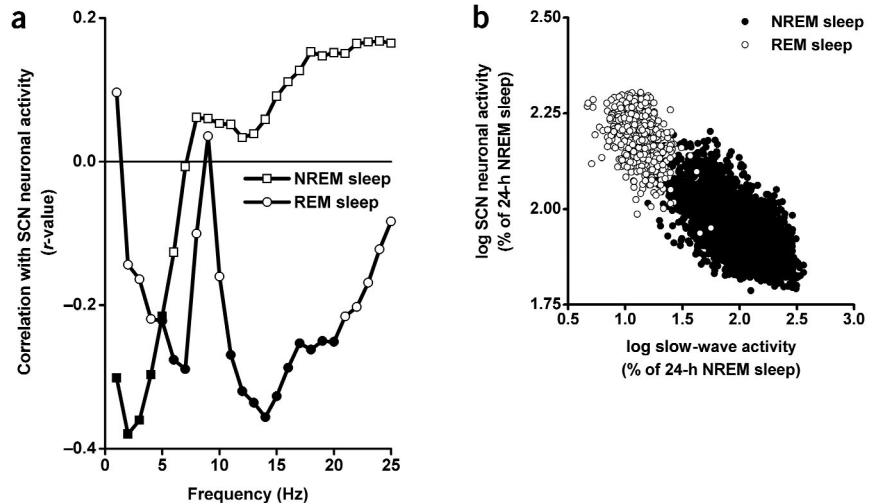 a
0.2
0.0
–0.2
–0.4
Correlation with SCN neuronal activity
(r-value)
NREM sleep
REM sleep
0
5
10
15
20
25
Frequency (Hz)
b
2.50
2.25
2.00
1.75
log SCN neuronal activity
(% of 24-h NREM sleep)
NREM sleep
REM sleep
0.5
1.0
1.5
2.0
2.5
3.0
log slow-wave activity
(% of 24-h NREM sleep)